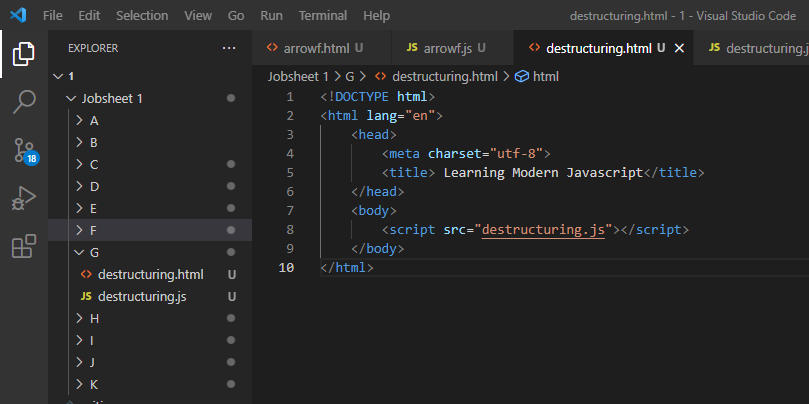 File Edit Selection View Go Run Terminal Help destructuring.html - 1 - Visual Studio Code
EXPLORER ···
<> arrowf.html U JS arrowf.js U <> destructuring.html U × JS destructuring.j
Jobsheet 1 > G > <> destructuring.html > html
1
Jobsheet 1
A
B
C
D
E
F
G
<> destructuring.html U
JS destructuring.js U
H
I
J
K
18
1 <!DOCTYPE html>
2 <html lang="en">
3 <head>
4 <meta charset="utf-8">
5 <title> Learning Modern Javascript</title>
6 </head>
7 <body>
8 <script src="destructuring.js"></script>
9 </body>
10 </html>